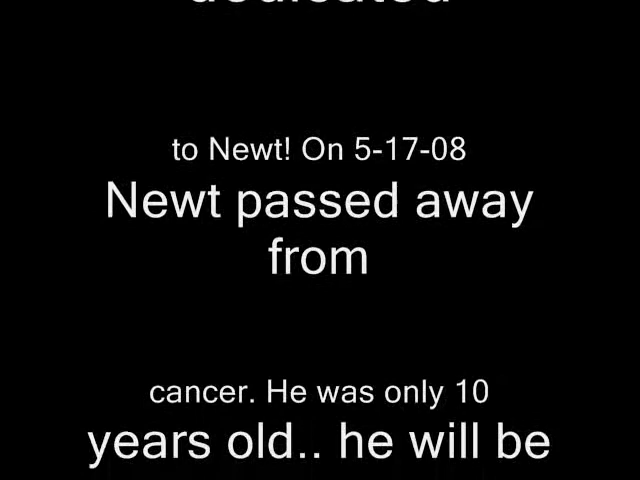 dedicated
to Newt! On 5-17-08
Newt passed away
from
cancer. He was only 10
years old.. he will be